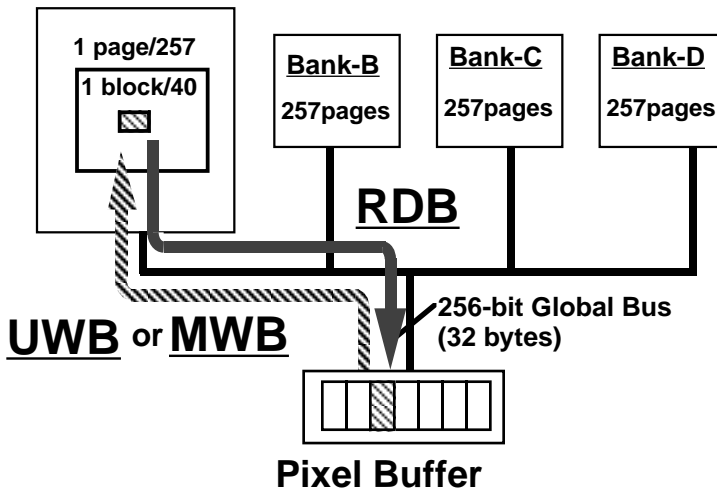 1 page/257
1 block/40
Bank-B
257pages
Bank-C
257pages
Bank-D
257pages
RDB
256-bit Global Bus
(32 bytes)
UWB or MWB
Pixel Buffer